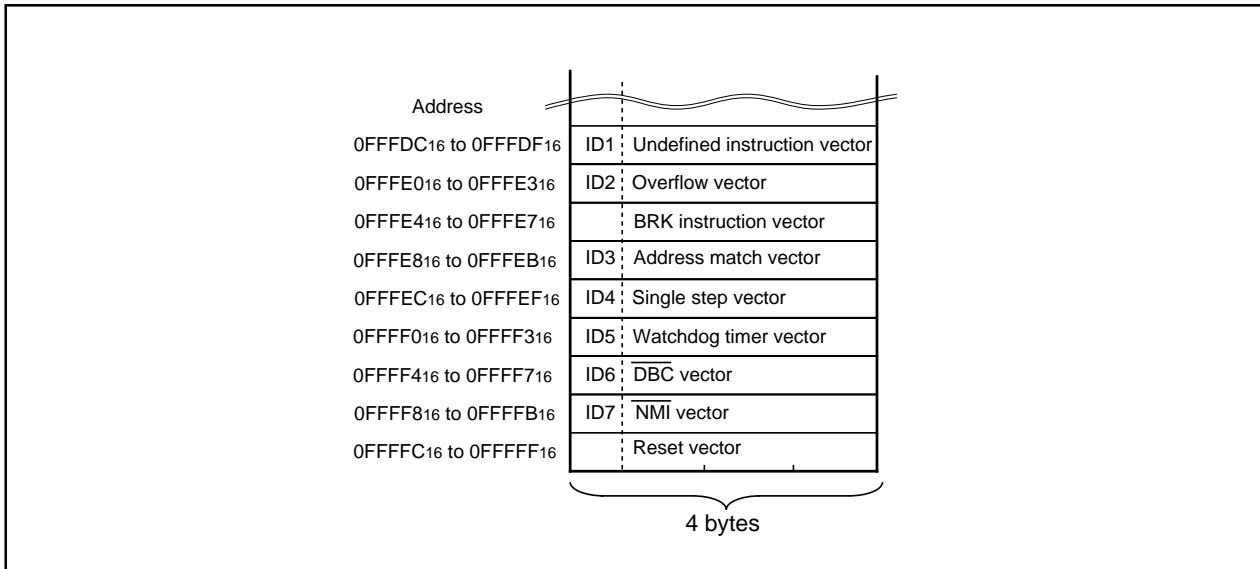 Address
0FFFDC16 to 0FFFDF16 ID1 Undefined instruction vector
0FFFE016 to 0FFFE316 ID2 Overflow vector
0FFFE416 to 0FFFE716 BRK instruction vector
0FFFE816 to 0FFFEB16 ID3 Address match vector
0FFFEC16 to 0FFFEF16 ID4 Single step vector
0FFFF016 to 0FFFF316 ID5 Watchdog timer vector
0FFFF416 to 0FFFF716 ID6 DBC vector
0FFFF816 to 0FFFFB16 ID7 NMI vector
0FFFFC16 to 0FFFFF16 Reset vector
4 bytes